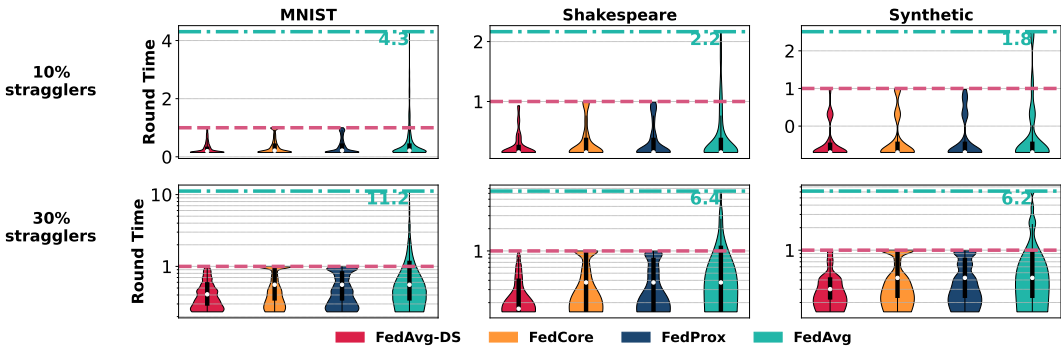 MNIST
Shakespeare
Synthetic
10%
stragglers
Round Time
4
2
0
4.3
2
1
2.2
2
1
0
1.8
30%
stragglers
Round Time
10
1
11.2
1
6.4
1
6.2
FedAvg-DS
FedCore
FedProx
FedAvg